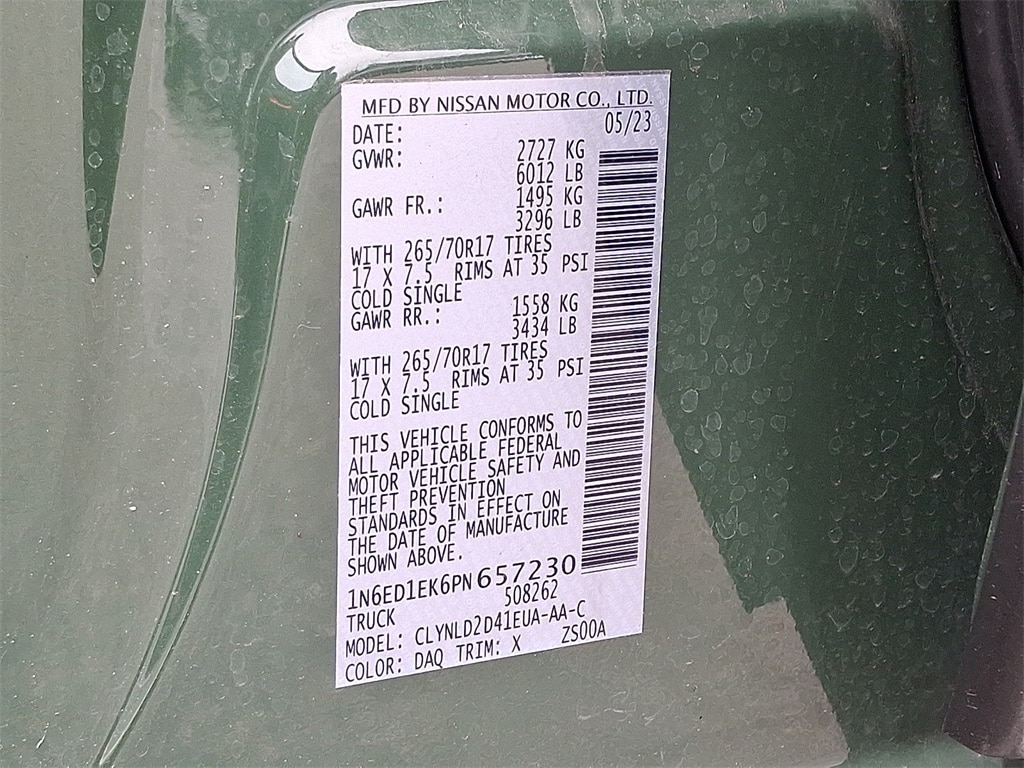 MFD BY NISSAN MOTOR CO., LTD.
DATE: 05/23
GVWR: 2727 KG
6012 LB
GAWR FR.: 1495 KG
3296 LB
WITH 265/70R17 TIRES
17 X 7.5 RIMS AT 35 PSI
COLD SINGLE
GAWR RR.: 1558 KG
3434 LB
WITH 265/70R17 TIRES
17 X 7.5 RIMS AT 35 PSI
COLD SINGLE
THIS VEHICLE CONFORMS TO
ALL APPLICABLE FEDERAL
MOTOR VEHICLE SAFETY AND
THEFT PREVENTION
STANDARDS IN EFFECT ON
THE DATE OF MANUFACTURE
SHOWN ABOVE.
1N6ED1EK6PN657230
TRUCK 508262
MODEL: CLYNLD2D41EUA-AA-C
COLOR: DAQ TRIM: X ZS00A